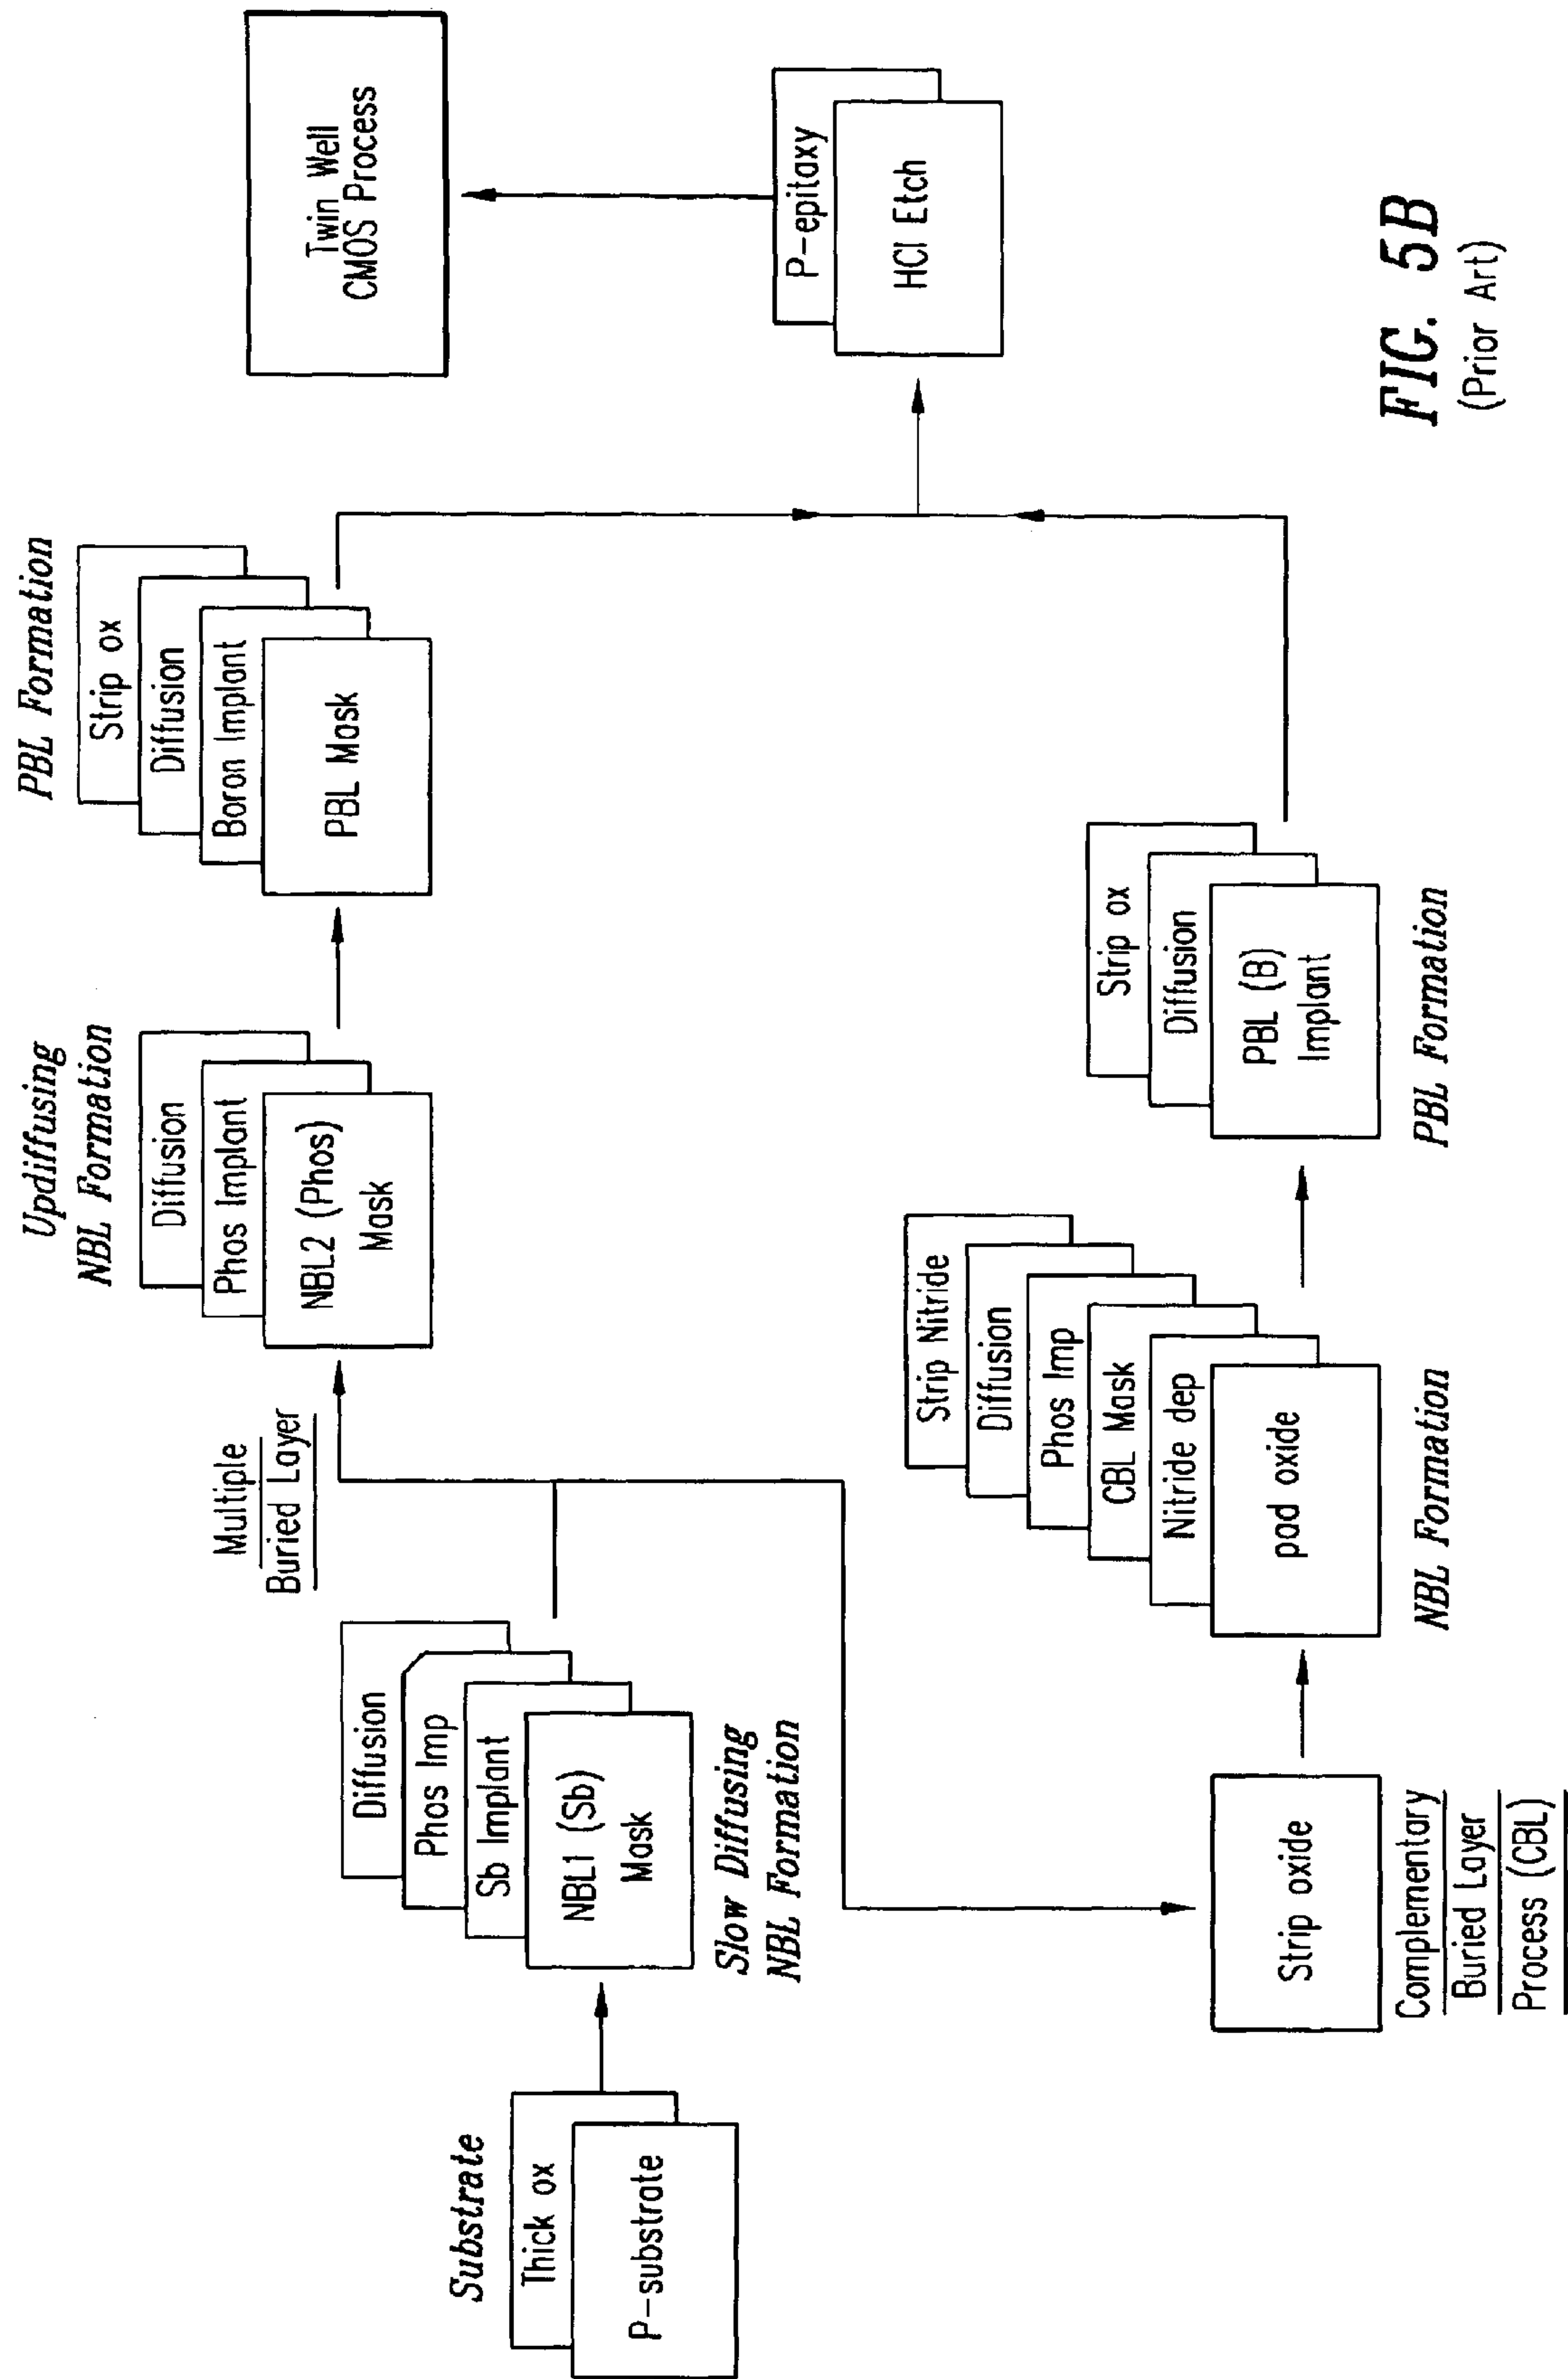 Substrate
Thick ox
P-substrate
Diffusion
Phos Imp
Sb Implant
NBL1 (Sb)
Mask
Slow Diffusing
NBL Formation
Multiple
Buried Layer
Updiffusing
NBL Formation
Diffusion
Phos Implant
NBL2 (Phos)
Mask
PBL Formation
Strip ox
Diffusion
Boron Implant
PBL Mask
Strip oxide
Complementary
Buried Layer
Process (CBL)
Strip Nitride
Diffusion
Phos Imp
CBL Mask
Nitride dep
pad oxide
NBL Formation
Strip ox
Diffusion
PBL (B)
Implant
PBL Formation
P-epitaxy
HCl Etch
Twin Well
CMOS Process
FIG. 5B
(Prior Art)